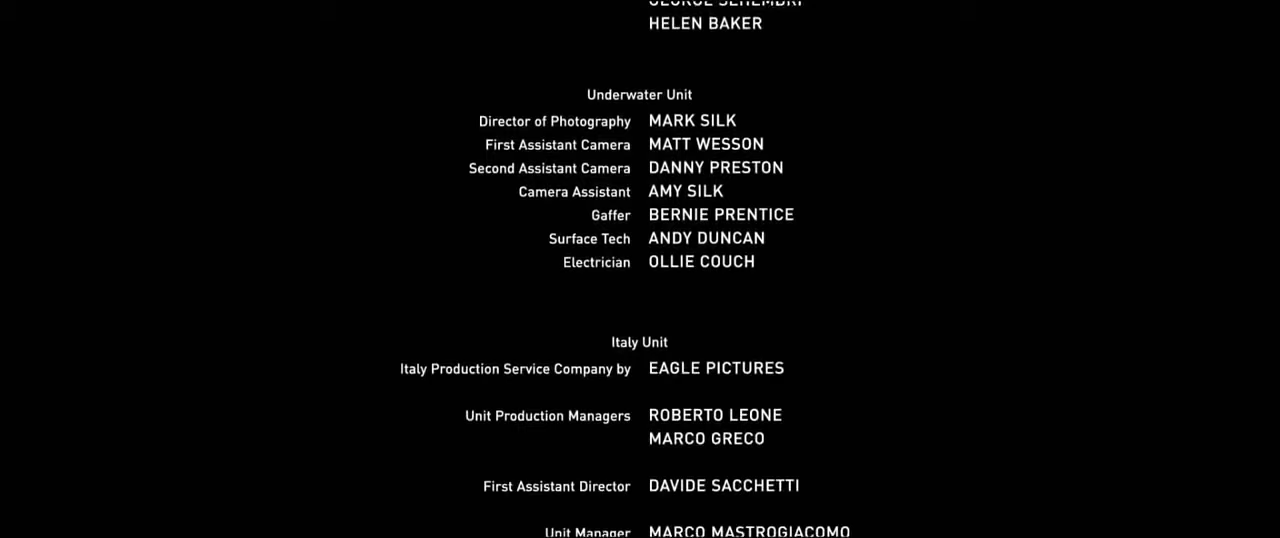 HELEN BAKER
Underwater Unit
Director of Photography MARK SILK
First Assistant Camera MATT WESSON
Second Assistant Camera DANNY PRESTON
Camera Assistant AMY SILK
Gaffer BERNIE PRENTICE
Surface Tech ANDY DUNCAN
Electrician OLLIE COUCH
Italy Unit
Italy Production Service Company by EAGLE PICTURES
Unit Production Managers ROBERTO LEONE
MARCO GRECO
First Assistant Director DAVIDE SACCHETTI
Unit Manager MARCO MASTROGIACOMO